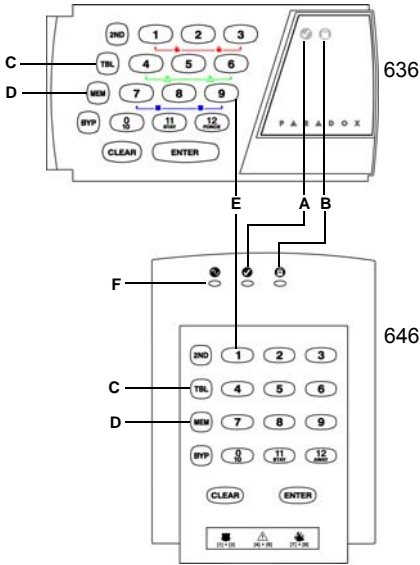 2ND 1 2 3
C TBL 4 5 6
636
D MEM 7 8 9
PARADOX
BYP 0 10 11 STAY 12 FORCE
CLEAR ENTER
E A B
F
646
2ND 1 2 3
C TBL 4 5 6
D MEM 7 8 9
BYP 0 10 11 STAY 12 AWAY
CLEAR ENTER
[1] + [3] [4] + [6] [7] + [9]